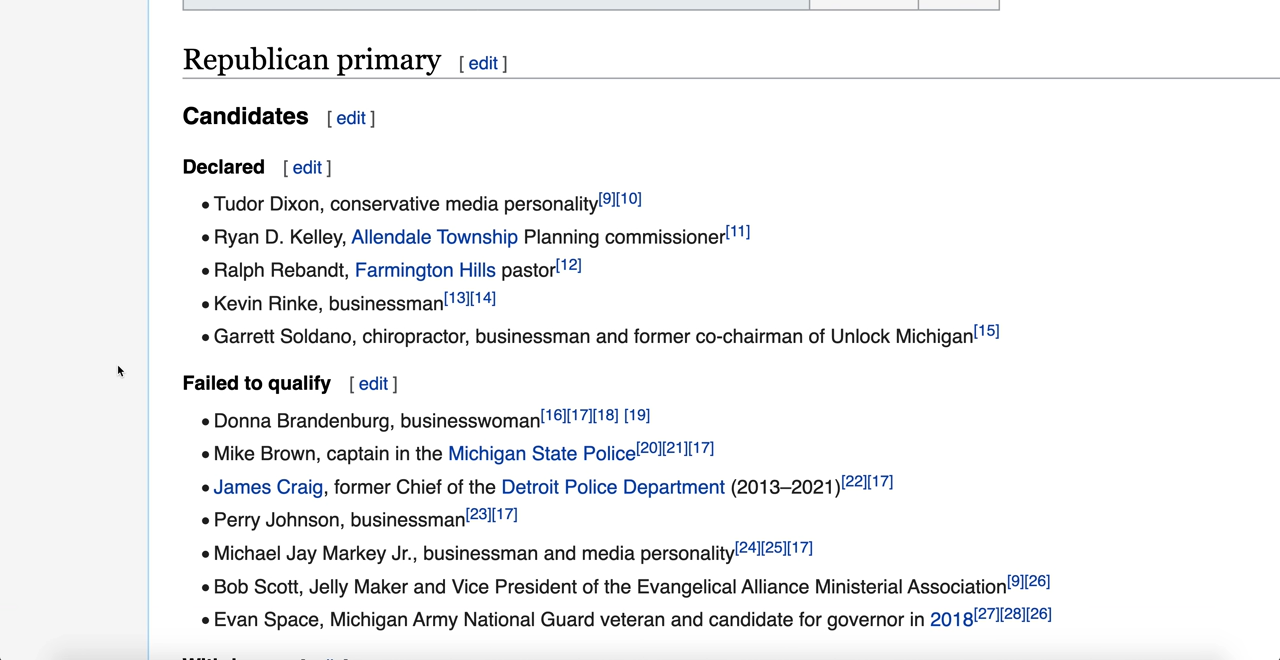 Republican primary [ edit ]
Candidates [ edit ]
Declared [ edit ]
• Tudor Dixon, conservative media personality[9][10]
• Ryan D. Kelley, Allendale Township Planning commissioner[11]
• Ralph Rebandt, Farmington Hills pastor[12]
• Kevin Rinke, businessman[13][14]
• Garrett Soldano, chiropractor, businessman and former co-chairman of Unlock Michigan[15]
Failed to qualify [ edit ]
• Donna Brandenburg, businesswoman[16][17][18] [19]
• Mike Brown, captain in the Michigan State Police[20][21][17]
• James Craig, former Chief of the Detroit Police Department (2013–2021)[22][17]
• Perry Johnson, businessman[23][17]
• Michael Jay Markey Jr., businessman and media personality[24][25][17]
• Bob Scott, Jelly Maker and Vice President of the Evangelical Alliance Ministerial Association[9][26]
• Evan Space, Michigan Army National Guard veteran and candidate for governor in 2018[27][28][26]